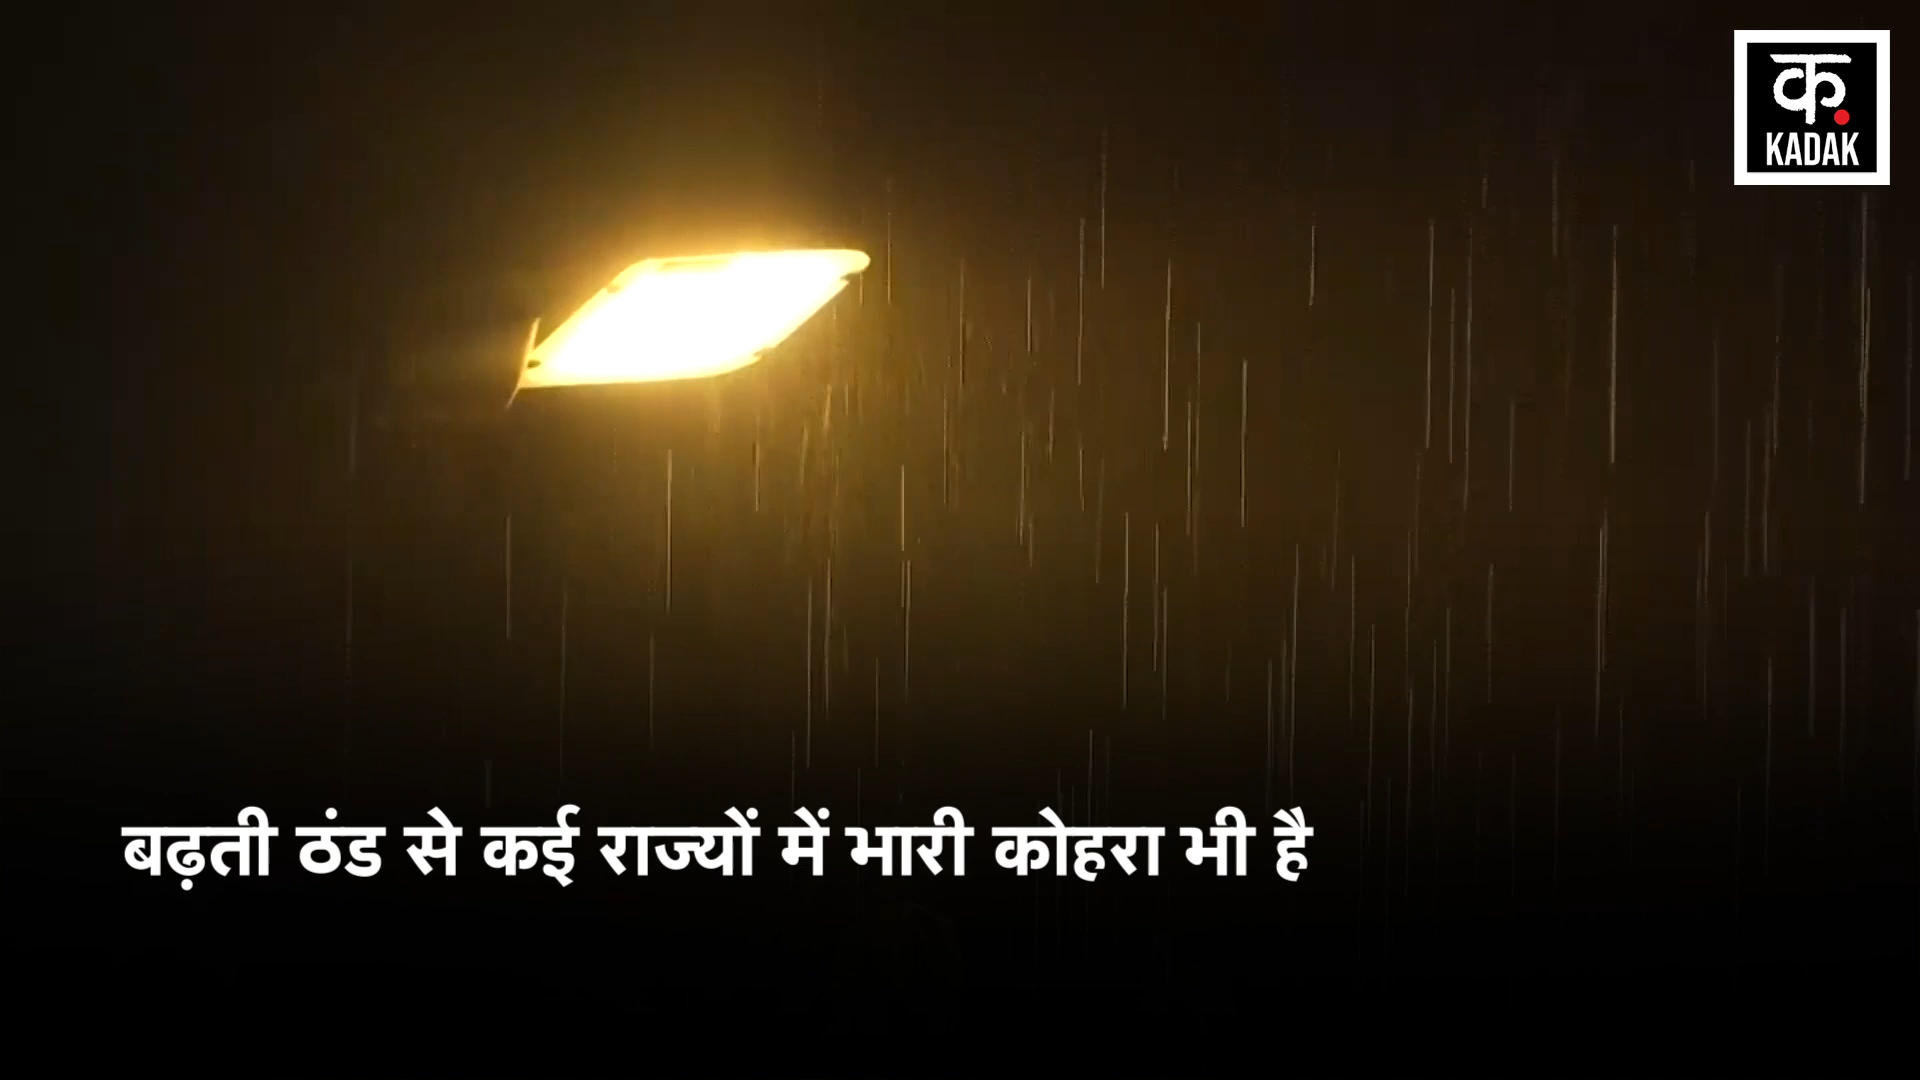 क
KADAK
बढ़ती ठंड से कई राज्यों में भारी कोहरा भी है